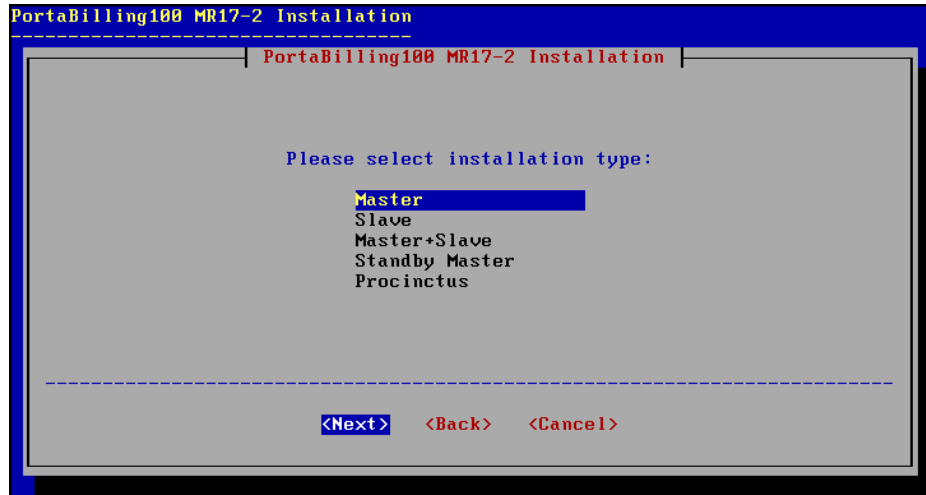 PortaBilling100 MR17-2 Installation
PortaBilling100 MR17-2 Installation
Please select installation type:
Master
Slave
Master+Slave
Standby Master
Procinctus
<Next> <Back> <Cancel>